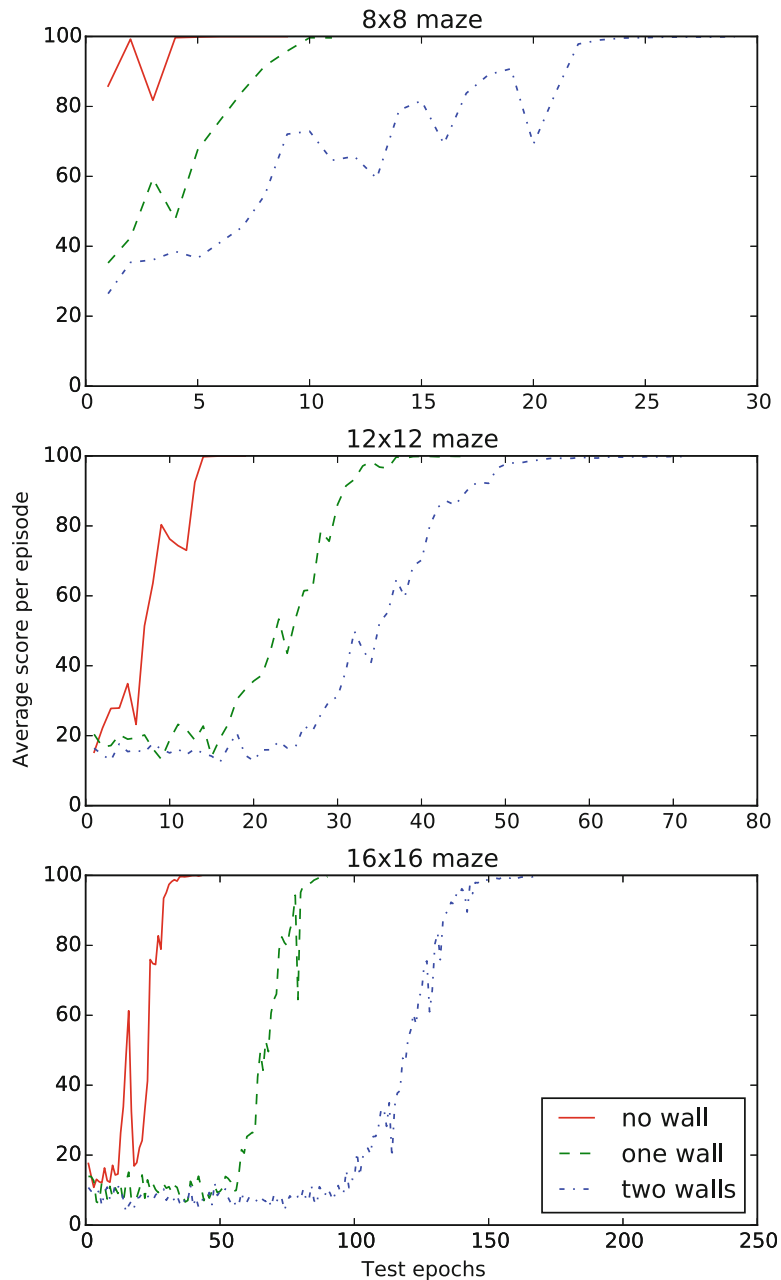 8x8 maze
100
80
60
40
20
0
0 5 10 15 20 25 30
12x12 maze
100
80
60
40
20
0
0 10 20 30 40 50 60 70 80
Average score per episode
16x16 maze
100
80
60
40
20
0
0 50 100 150 200 250
no wall
one wall
two walls
Test epochs